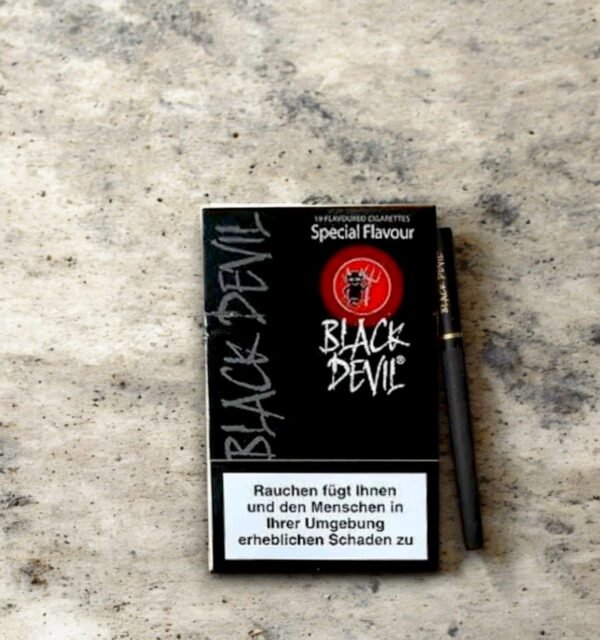 19 FLAVOURED CIGARETTES
Special Flavour
BLACK
DEVIL®
BLACK DEVIL
BLACK DEVIL
Rauchen fügt Ihnen
und den Menschen in
Ihrer Umgebung
erheblichen Schaden zu